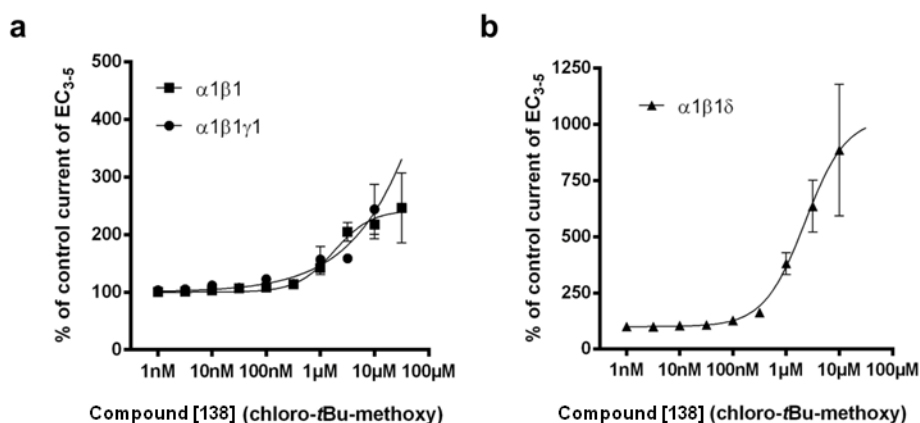 a
% of control current of EC3-5
500
400
300
200
100
0
α1β1
α1β1γ1
1nM 10nM 100nM 1μM 10μM 100μM
Compound [138] (chloro-tBu-methoxy)
b
% of control current of EC3-5
1250
1000
750
500
250
0
α1β1δ
1nM 10nM 100nM 1μM 10μM 100μM
Compound [138] (chloro-tBu-methoxy)